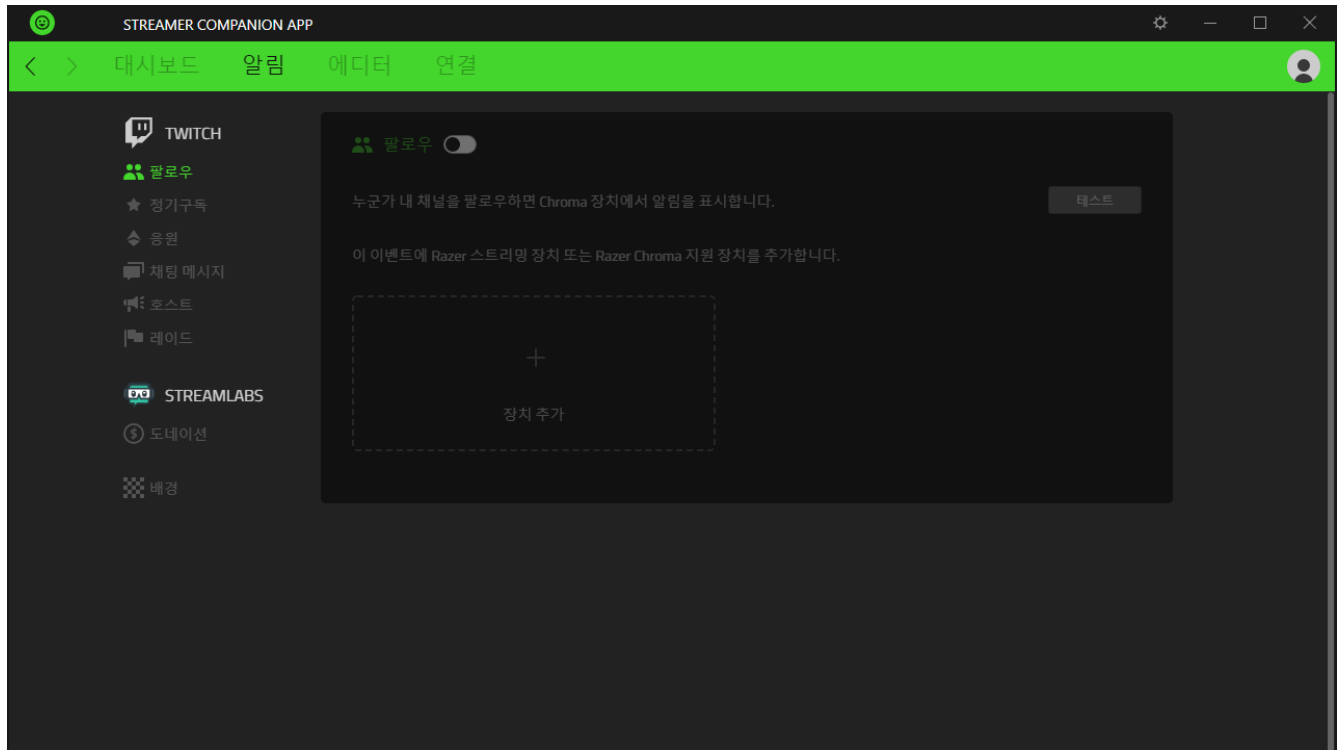 STREAMER COMPANION APP
대시보드 알림 에디터 연결
TWITCH
팔로우
정기구독
응원
채팅 메시지
호스트
레이드
STREAMLABS
도네이션
배경
팔로우
누군가 내 채널을 팔로우하면 Chroma 장치에서 알림을 표시합니다.
테스트
이 이벤트에 Razer 스트리밍 장치 또는 Razer Chroma 지원 장치를 추가합니다.
장치 추가